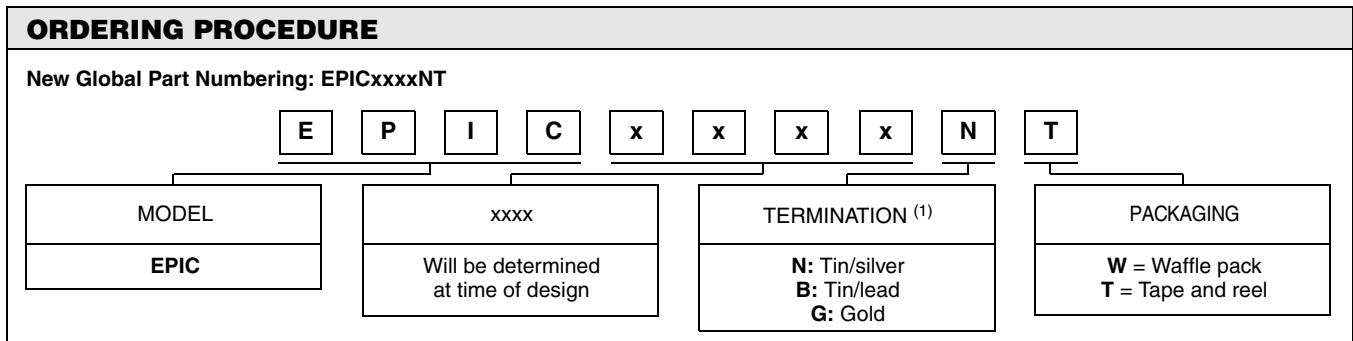 ORDERING PROCEDURE
New Global Part Numbering: EPICxxxxNT
E P I C x x x x N T
MODEL
EPIC
xxxx
Will be determined
at time of design
TERMINATION (1)
N: Tin/silver
B: Tin/lead
G: Gold
PACKAGING
W = Waffle pack
T = Tape and reel